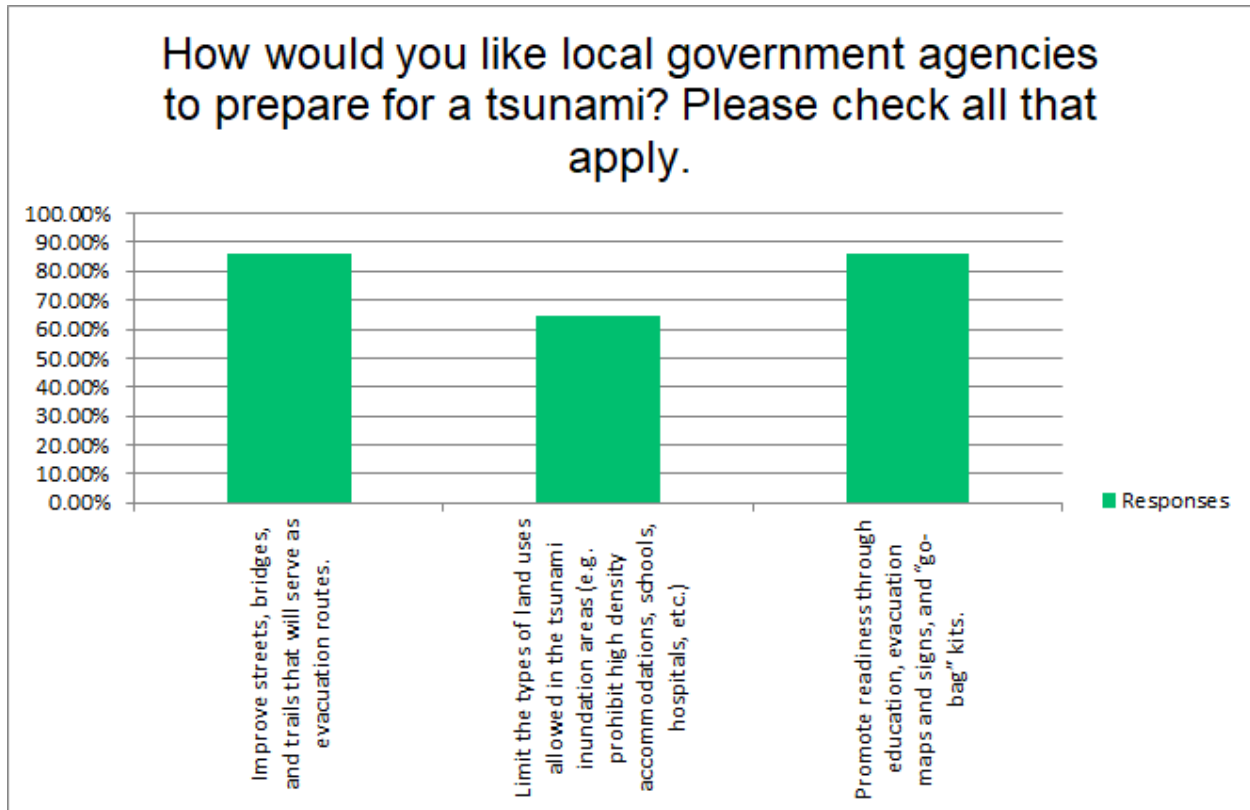 How would you like local government agencies
to prepare for a tsunami? Please check all that
apply.
100.00%
90.00%
80.00%
70.00%
60.00%
50.00%
40.00%
30.00%
20.00%
10.00%
0.00%
Improve streets, bridges,
and trails that will serve as
evacuation routes.
Limit the types of land uses
allowed in the tsunami
inundation areas (e.g.
prohibit high density
accommodations, schools,
hospitals, etc.)
Promote readiness through
education, evacuation
maps and signs, and “go-
bag” kits.
Responses